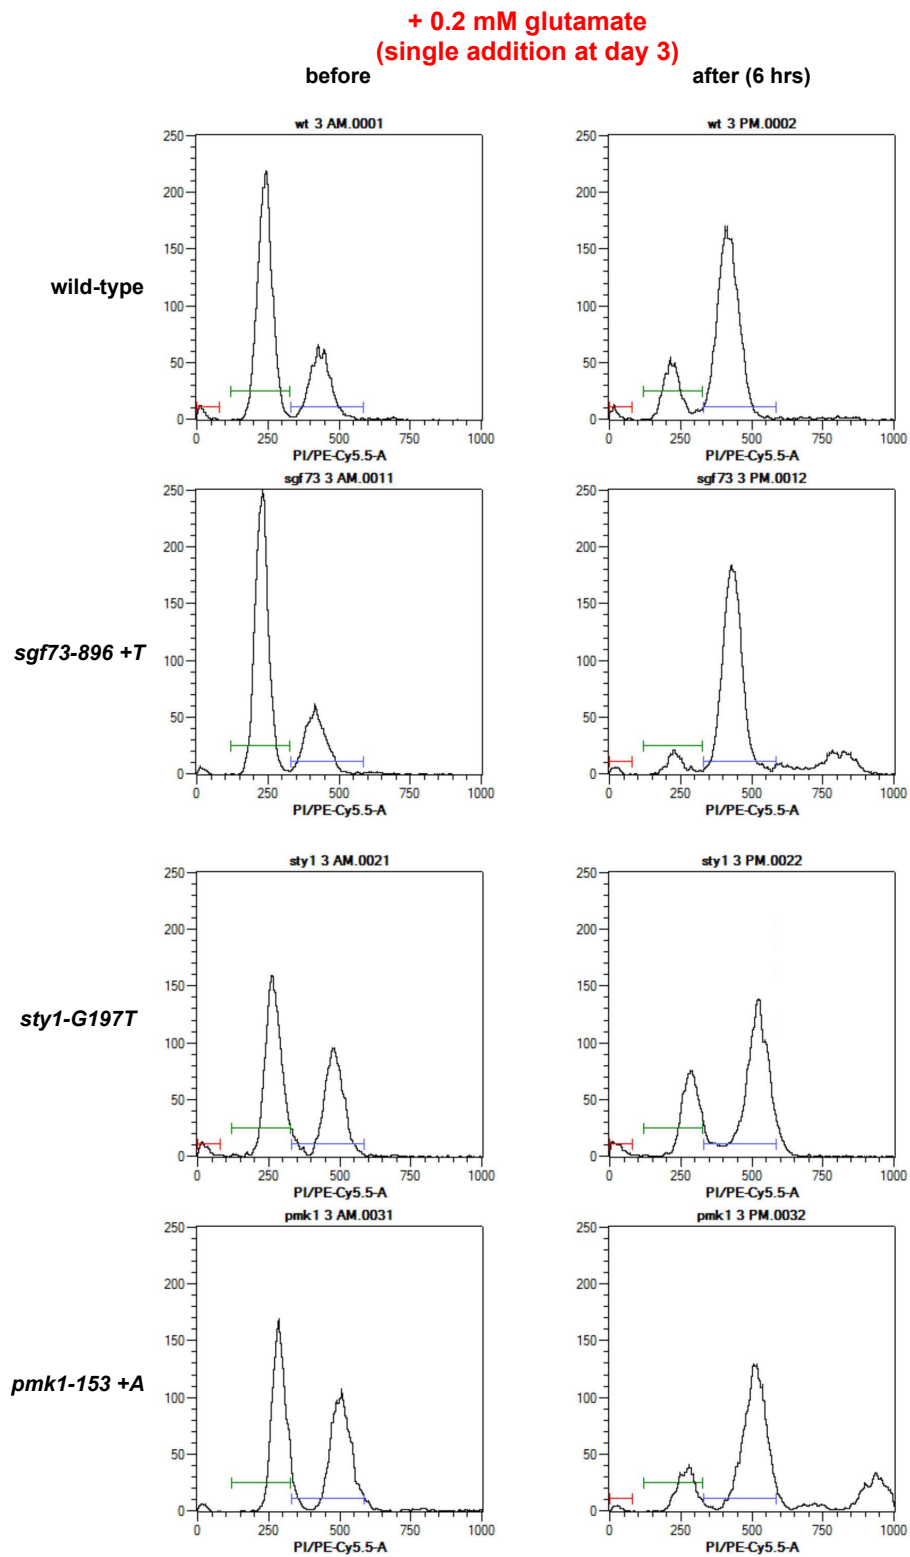 + 0.2 mM glutamate
(single addition at day 3)
before after (6 hrs)
wt 3 AM.0001 wt 3 PM.0002
250 250
200 200
150 150
wild-type
100 100
50 50
0 0
0 250 500 750 1000 0 250 500 750 1000
PI/PE-Cy5.5-A PI/PE-Cy5.5-A
sgf73 3 AM.0011 sgf73 3 PM.0012
250 250
200 200
150 150
sgf73-896 +T
100 100
50 50
0 0
0 250 500 750 1000 0 250 500 750 1000
PI/PE-Cy5.5-A PI/PE-Cy5.5-A
sty1 3 AM.0021 sty1 3 PM.0022
250 250
200 200
150 150
sty1-G197T
100 100
50 50
0 0
0 250 500 750 1000 0 250 500 750 1000
PI/PE-Cy5.5-A PI/PE-Cy5.5-A
pmk1 3 AM.0031 pmk1 3 PM.0032
250 250
200 200
150 150
pmk1-153 +A
100 100
50 50
0 0
0 250 500 750 1000 0 250 500 750 1000
PI/PE-Cy5.5-A PI/PE-Cy5.5-A